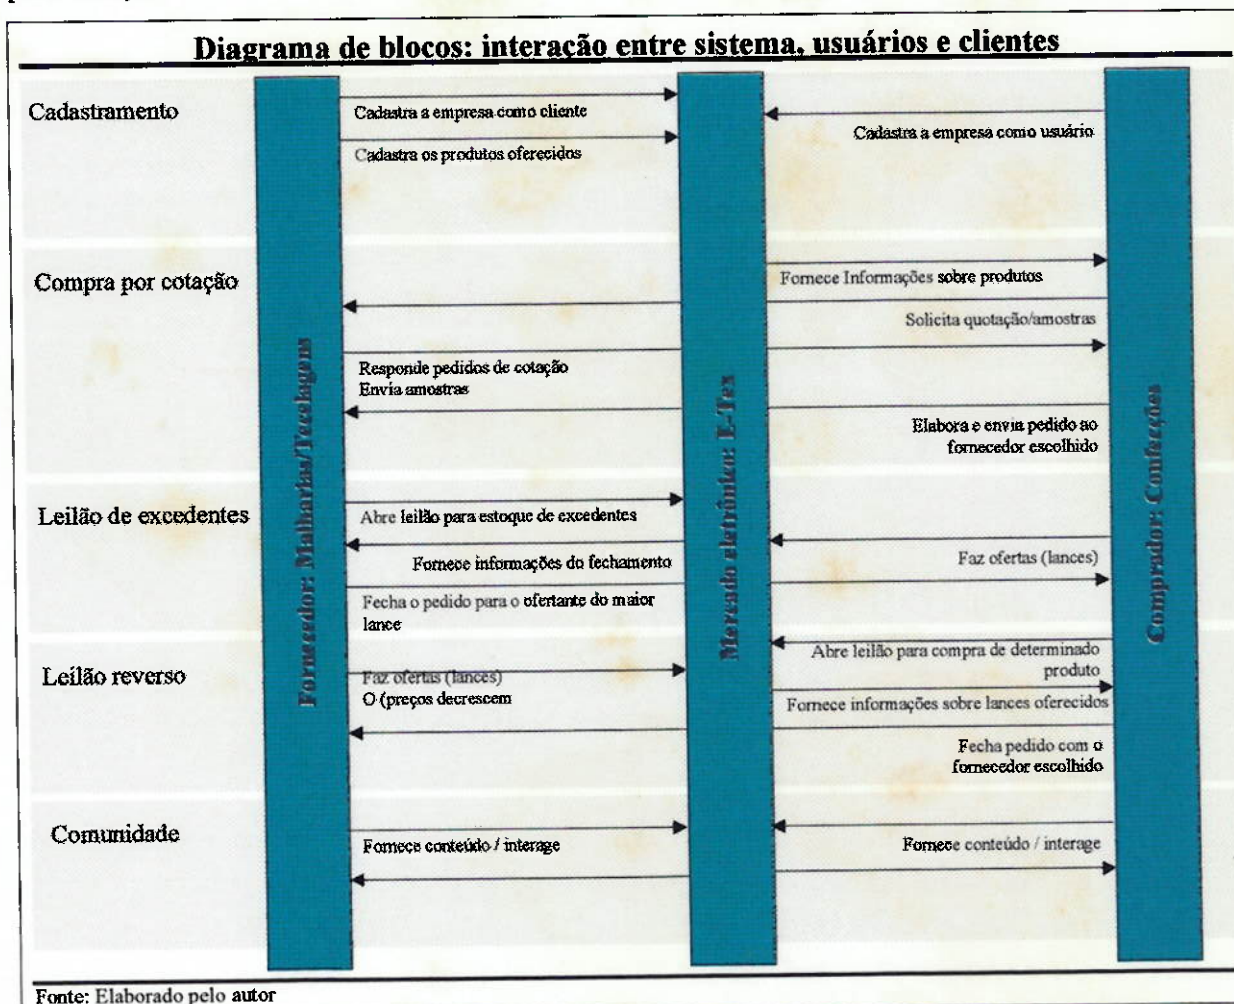 Diagrama de blocos: interação entre sistema, usuários e clientes
Cadastramento
Cadastra a empresa como cliente
Cadastra a empresa como usuário
Cadastra os produtos oferecidos
Compra por cotação
Fornece Informações sobre produtos
Solicita quotação/amostras
Responde pedidos de cotação
Envia amostras
Elabora e envia pedido ao
fornecedor escolhido
Leilão de excedentes
Abre leilão para estoque de excedentes
Fornece informações do fechamento
Faz ofertas (lances)
Fecha o pedido para o ofertante do maior
lance
Leilão reverso
Abre leilão para compra de determinado
produto
Faz ofertas (lances)
O (preços decrescem
Fornece informações sobre lances oferecidos
Fecha pedido com o
fornecedor escolhido
Comunidade
Fornece conteúdo / interage
Fornece conteúdo / interage
Fornecedor: Malharias/Tecelagens
Mercado eletrônico: E-Tex
Comprador: Confecções
Fonte: Elaborado pelo autor